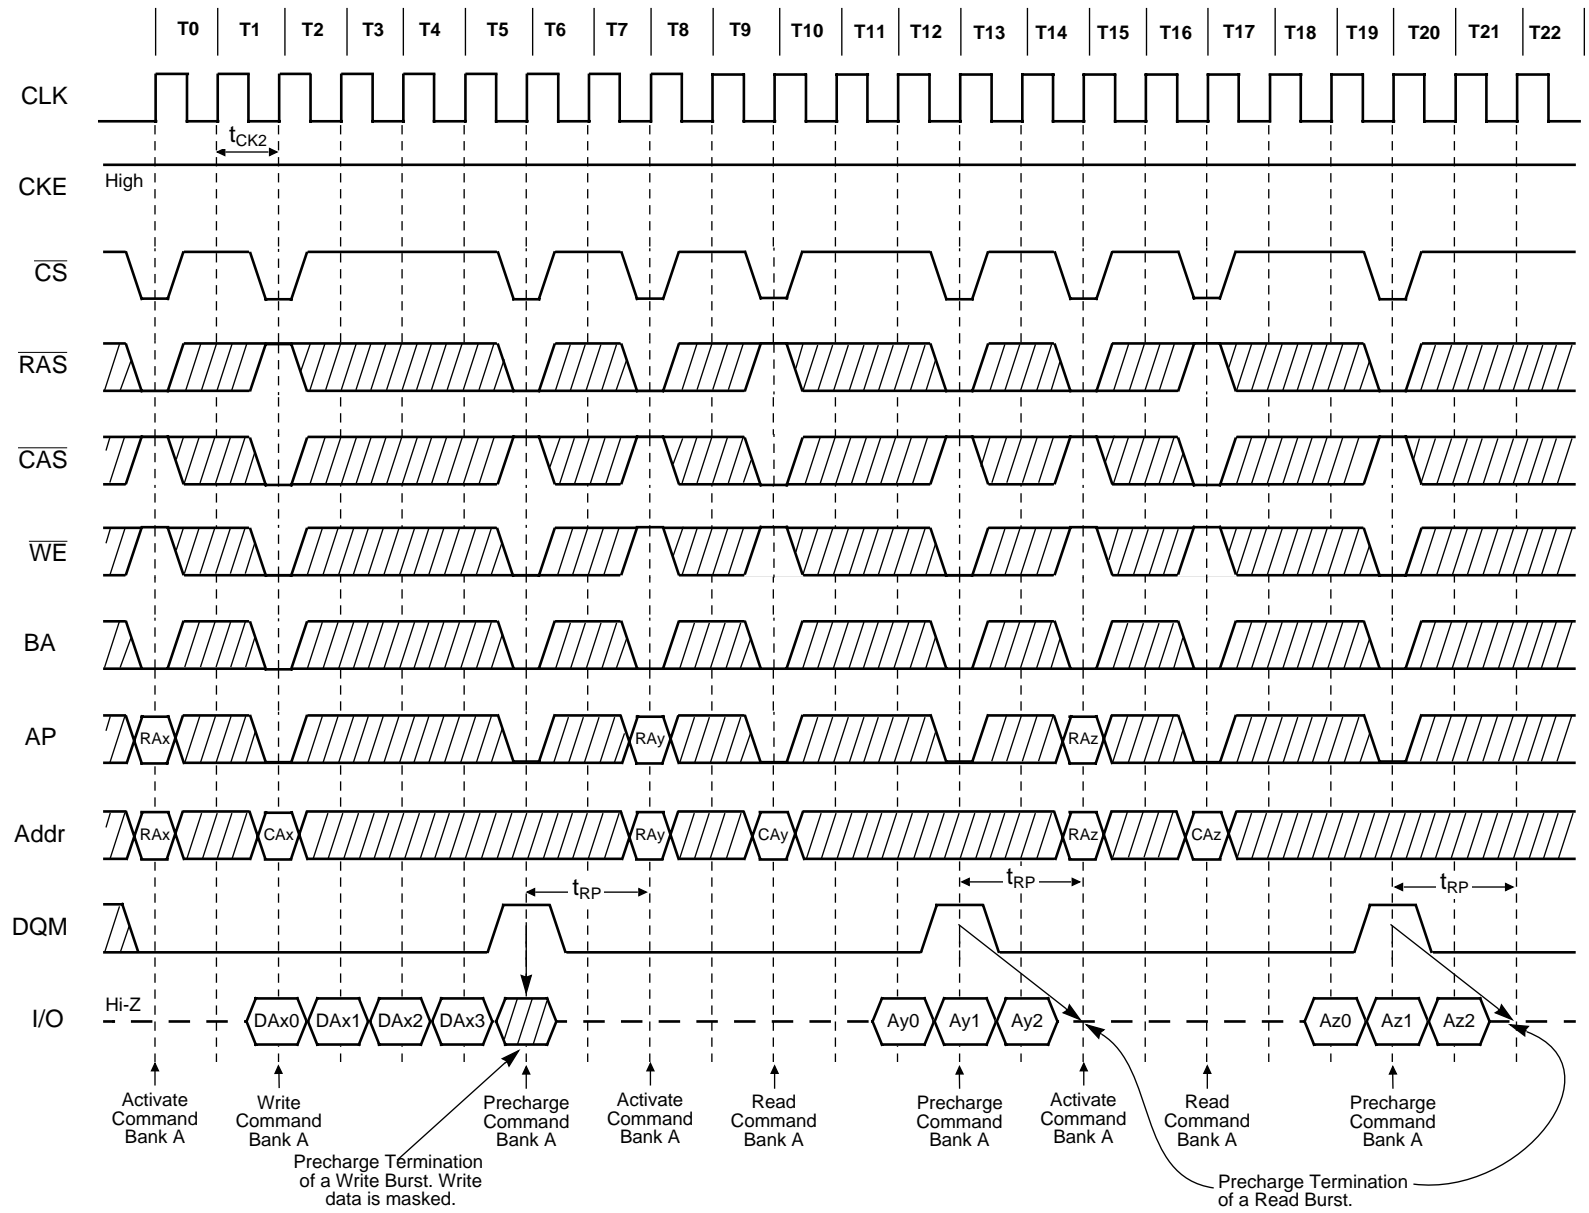 T0 T1 T2 T3 T4 T5 T6 T7 T8 T9 T10 T11 T12 T13 T14 T15 T16 T17 T18 T19 T20 T21 T22
CLK
tCK2
CKE High
CS
RAS
CAS
WE
BA
AP RAx RAy RAz
Addr RAx CAx RAy CAy RAz CAz
tRP tRP tRP
DQM
I/O Hi-Z DAx0 DAx1 DAx2 DAx3 Ay0 Ay1 Ay2 Az0 Az1 Az2
Activate
Command
Bank A
Write
Command
Bank A
Precharge
Command
Bank A
Activate
Command
Bank A
Read
Command
Bank A
Precharge
Command
Bank A
Activate
Command
Bank A
Read
Command
Bank A
Precharge
Command
Bank A
Precharge Termination
of a Write Burst. Write
data is masked.
Precharge Termination
of a Read Burst.